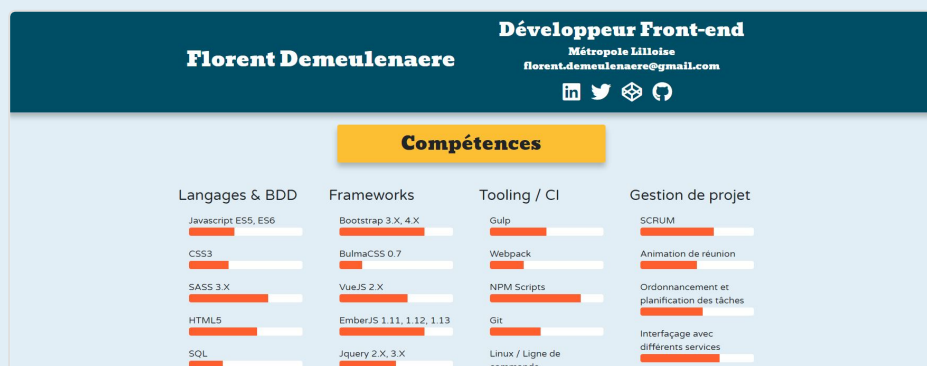 Florent Demeulenaere
Développeur Front-end
Métropole Lilloise
florent.demeulenaere@gmail.com
Compétences
Langages & BDD
Javascript ES5, ES6
CSS3
SASS 3.X
HTML5
SQL
Frameworks
Bootstrap 3.X, 4.X
BulmaCSS 0.7
VueJS 2.X
EmberJS 1.11, 1.12, 1.13
Jquery 2.X, 3.X
Tooling / CI
Gulp
Webpack
NPM Scripts
Git
Linux / Ligne de
commande
Gestion de projet
SCRUM
Animation de réunion
Ordonnancement et
planification des tâches
Interfaçage avec
différents services